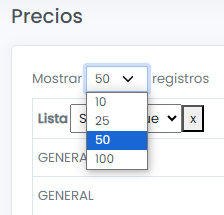 Precios
Mostrar 50 registros
10
Lista x
25
50
100
GENERAL
GENERAL